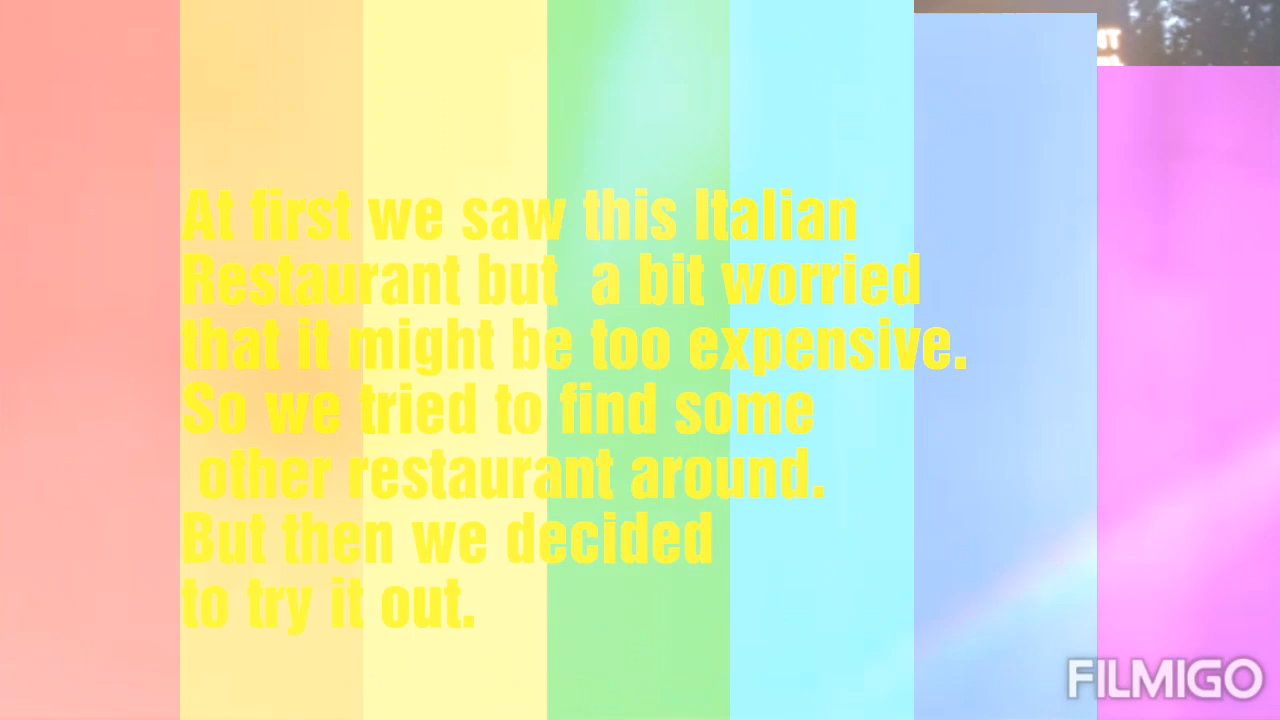 At first we saw this Italian
Restaurant but  a bit worried
that it might be too expensive.
So we tried to find some
other restaurant around.
But then we decided
to try it out.
FILMIGO